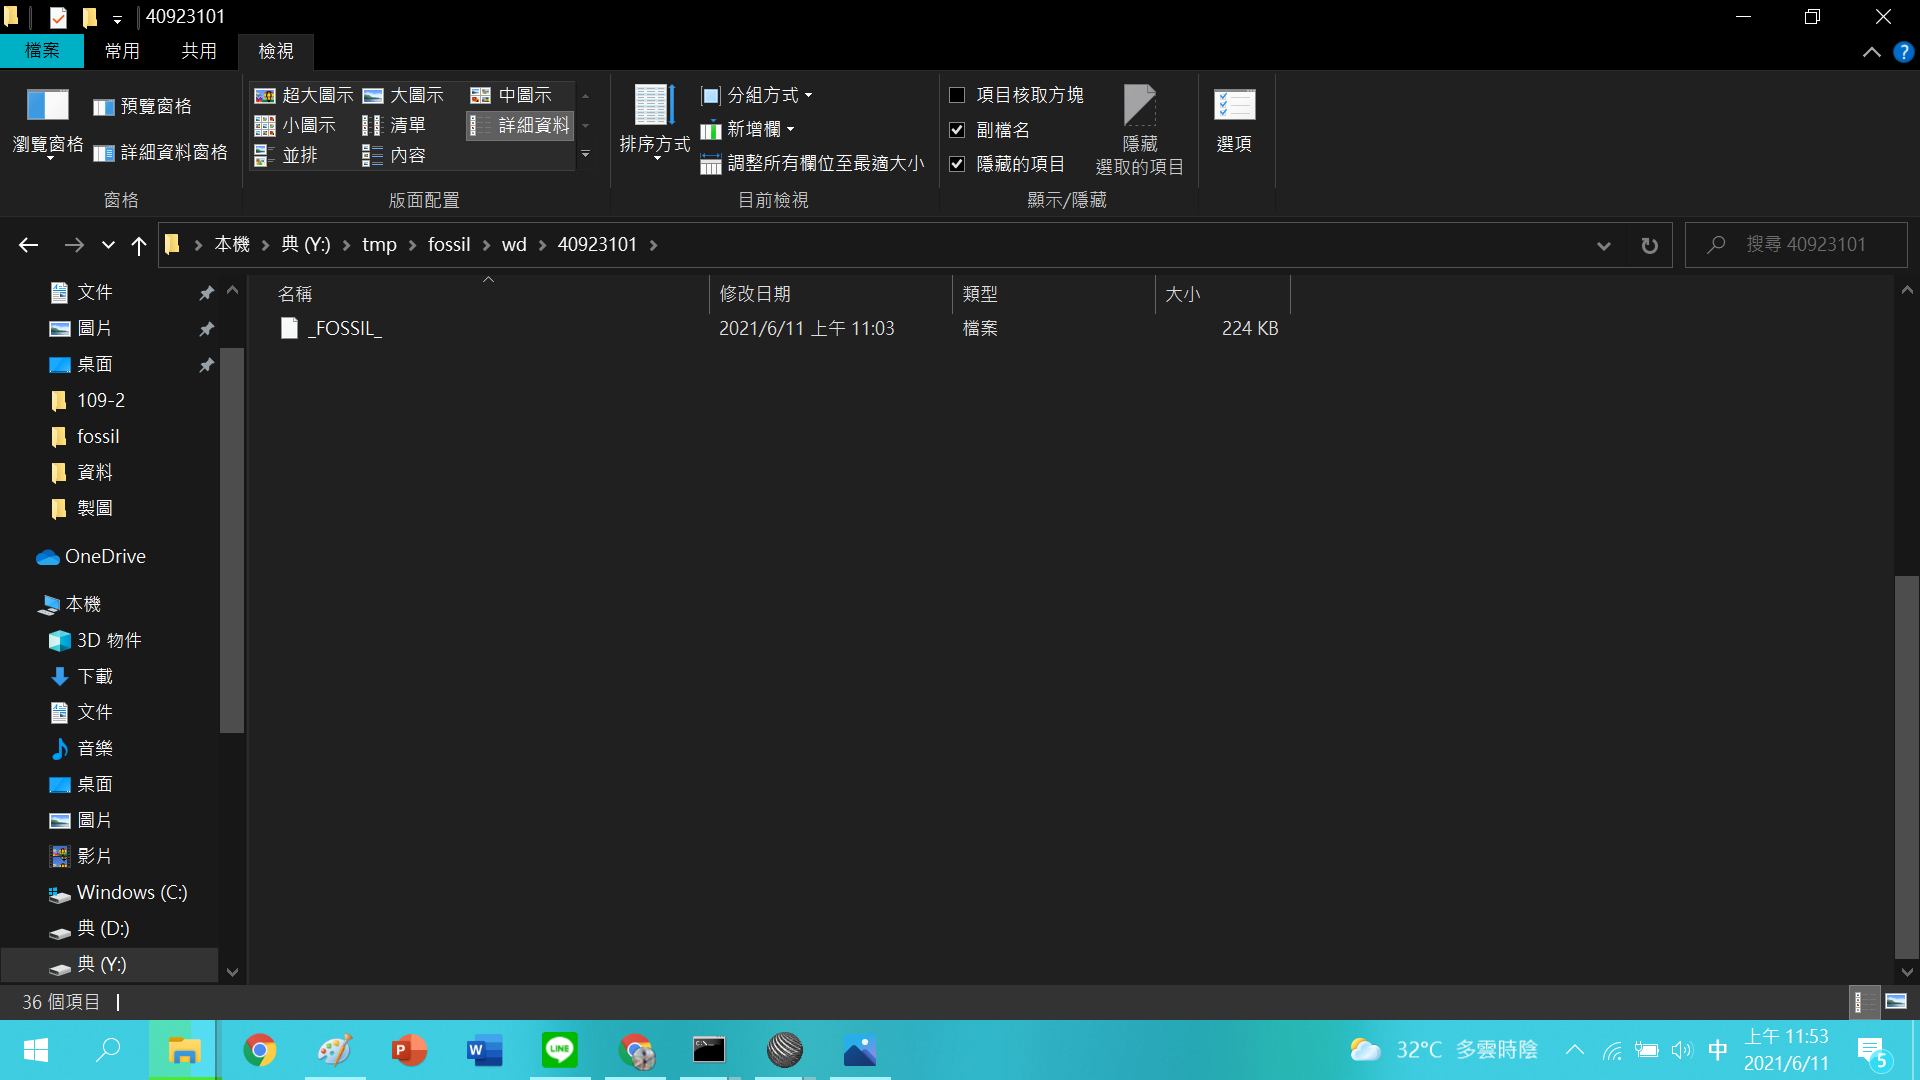 40923101
檔案 常用 共用 檢視
瀏覽窗格
預覽窗格
詳細資料窗格
窗格
超大圖示 大圖示 中圖示
小圖示 清單 詳細資料
並排 內容
版面配置
排序方式
分組方式
新增欄
調整所有欄位至最適大小
目前檢視
項目核取方塊
副檔名
隱藏的項目
隱藏
選取的項目
顯示/隱藏
選項
本機 典 (Y:) tmp fossil wd 40923101
搜尋 40923101
文件
圖片
桌面
109-2
fossil
資料
製圖
OneDrive
本機
3D 物件
下載
文件
音樂
桌面
圖片
影片
Windows (C:)
典 (D:)
典 (Y:)
名稱 修改日期 類型 大小
_FOSSIL_ 2021/6/11 上午 11:03 檔案 224 KB
36 個項目
P W LINE
32°C 多雲時陰
中
上午 11:53
2021/6/11
5